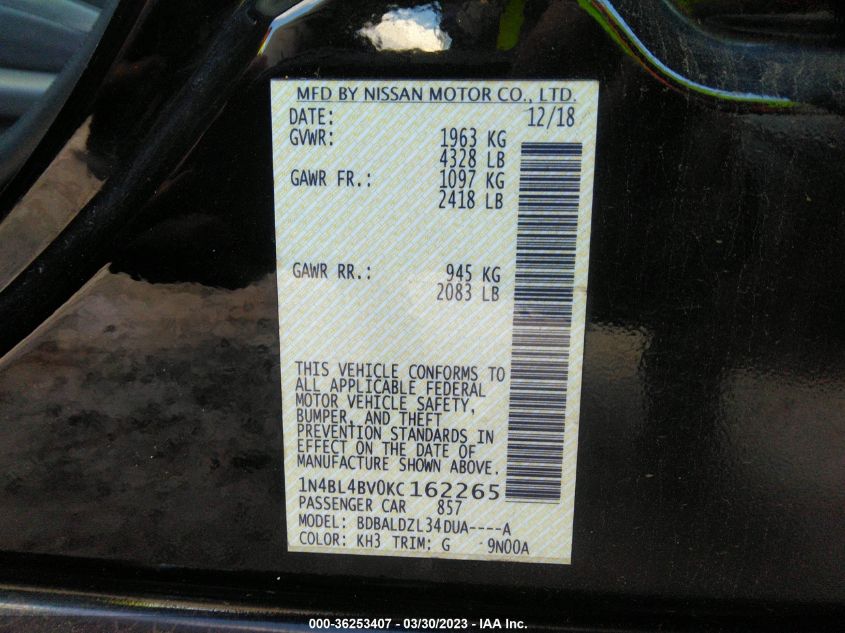 MFD BY NISSAN MOTOR CO., LTD.
DATE: 12/18
GVWR: 1963 KG
4328 LB
GAWR FR.: 1097 KG
2418 LB
GAWR RR.: 945 KG
2083 LB
THIS VEHICLE CONFORMS TO
ALL APPLICABLE FEDERAL
MOTOR VEHICLE SAFETY,
BUMPER, AND THEFT
PREVENTION STANDARDS IN
EFFECT ON THE DATE OF
MANUFACTURE SHOWN ABOVE.
1N4BL4BV0KC162265
PASSENGER CAR 857
MODEL: BDBALDZL34DUA----A
COLOR: KH3 TRIM: G 9N00A
000-36253407 / 03/30/2023 - IAA Inc.